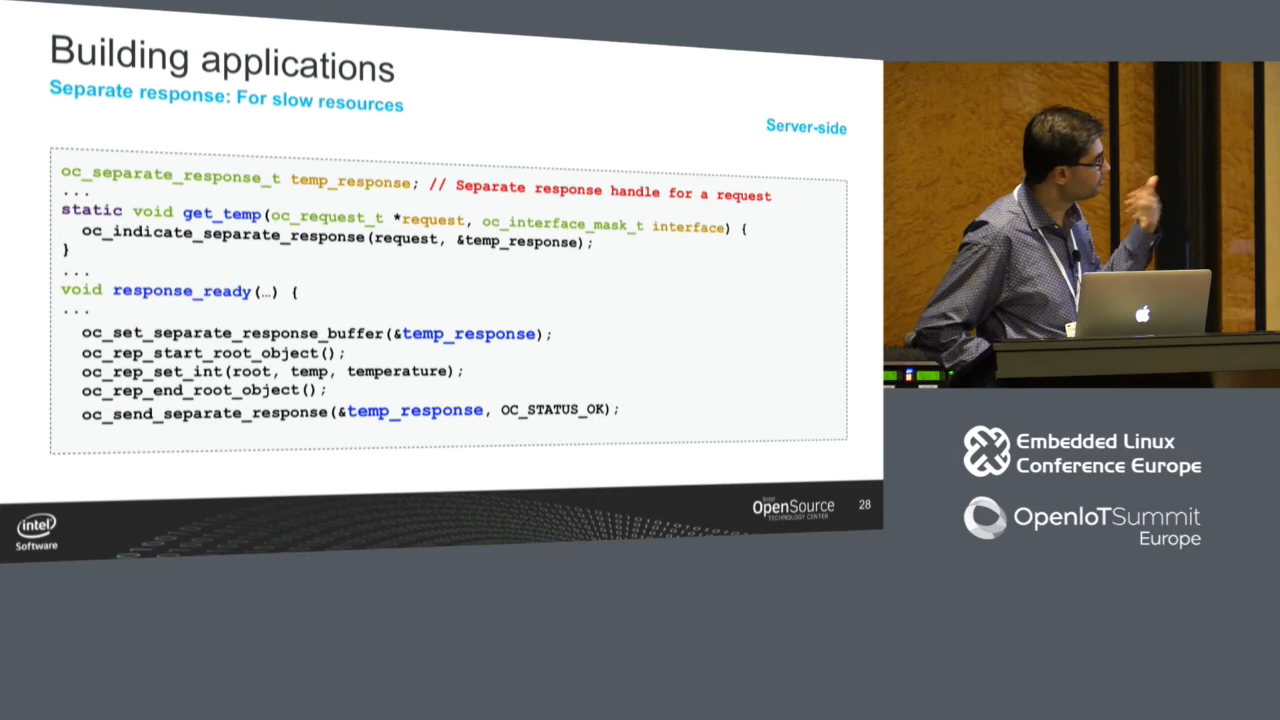 Building applications
Separate response: For slow resources
Server-side
oc_separate_response_t temp_response; // Separate response handle for a request
...
static void get_temp(oc_request_t *request, oc_interface_mask_t interface) {
oc_indicate_separate_response(request, &temp_response);
}
...
void response_ready(…) {
...
oc_set_separate_response_buffer(&temp_response);
oc_rep_start_root_object();
oc_rep_set_int(root, temp, temperature);
oc_rep_end_root_object();
oc_send_separate_response(&temp_response, OC_STATUS_OK);
intel
Software
Intel
OpenSource
TECHNOLOGY CENTER
28
Embedded Linux
Conference Europe
OpenIoTSummit
Europe